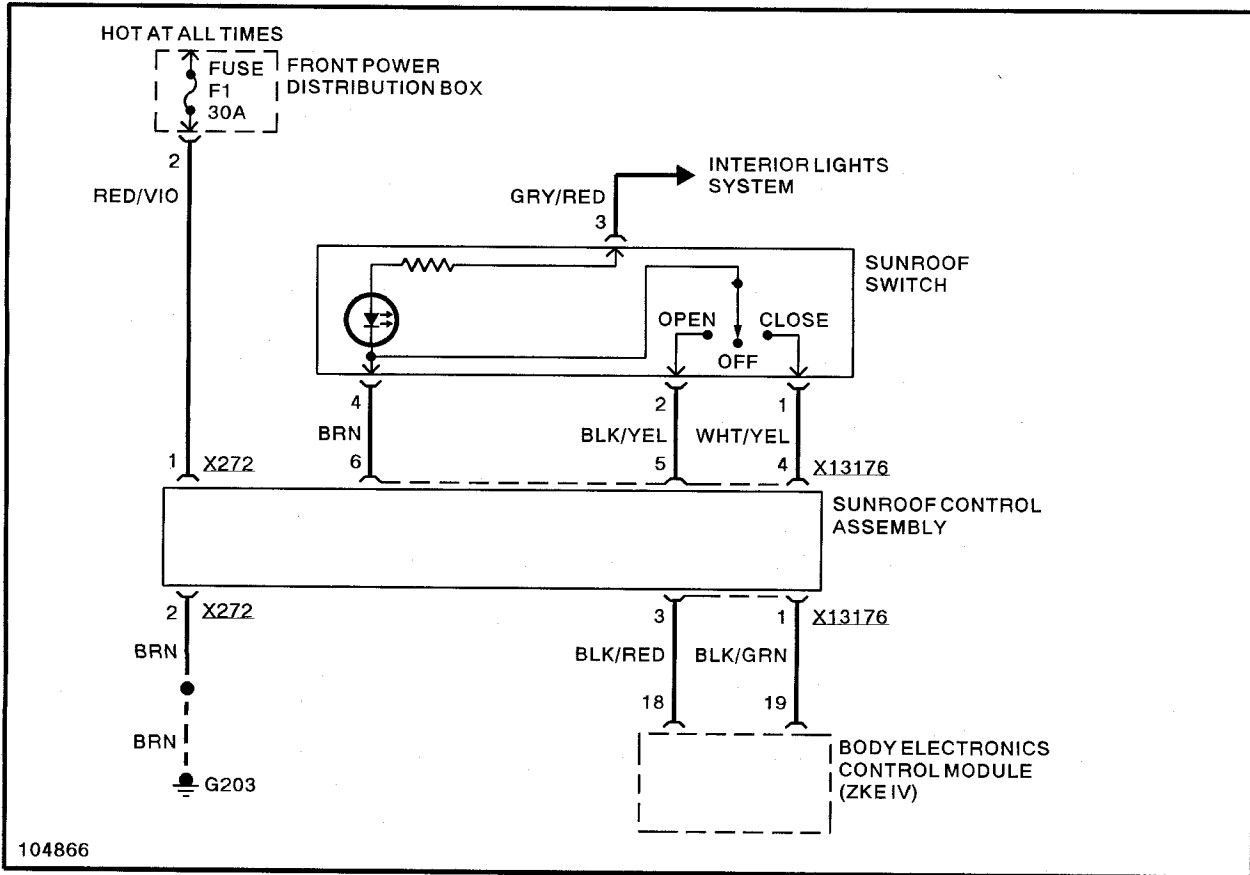 HOT AT ALL TIMES
FUSE
F1
30A
FRONT POWER
DISTRIBUTION BOX
2
RED/VIO
INTERIOR LIGHTS
SYSTEM
GRY/RED
3
SUNROOF
SWITCH
OPEN
CLOSE
OFF
4
2
1
BRN
BLK/YEL
WHT/YEL
1
X272
6
5
4
X13176
SUNROOF CONTROL
ASSEMBLY
2
X272
3
1
X13176
BRN
BLK/RED
BLK/GRN
18
19
BRN
BODY ELECTRONICS
CONTROL MODULE
(ZKE IV)
G203
104866